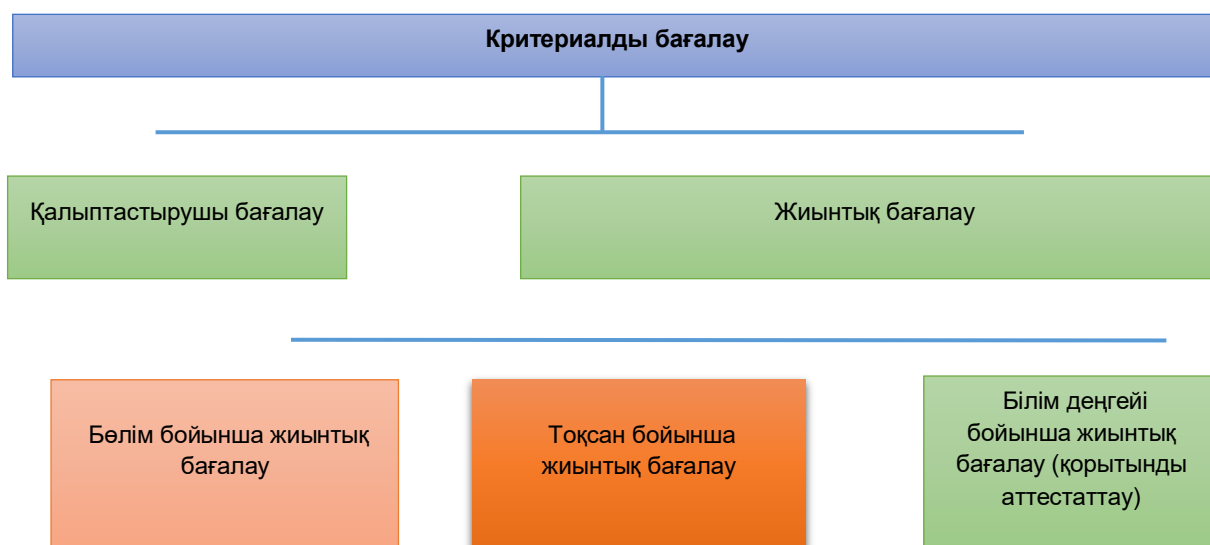 Критериалды бағалау
Қалыптастырушы бағалау
Жиынтық бағалау
Бөлім бойынша жиынтық
бағалау
Тоқсан бойынша
жиынтық бағалау
Білім деңгейі
бойынша жиынтық
бағалау (қорытынды
аттестаттау)